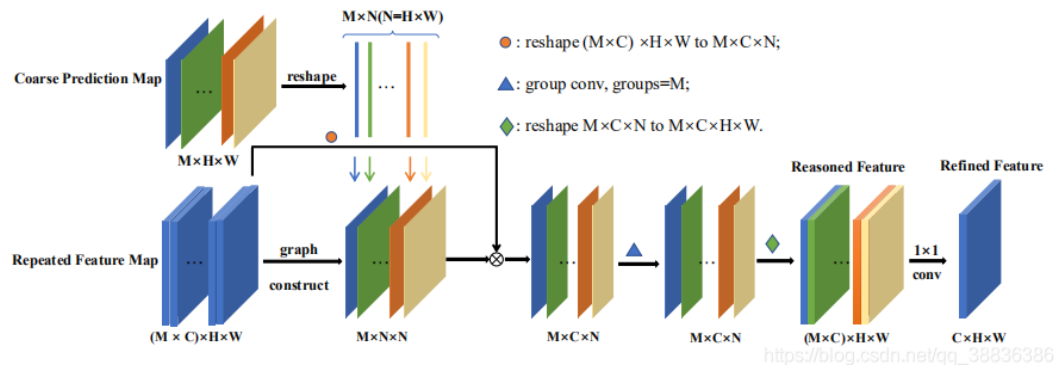 M×N(N=H×W)
Coarse Prediction Map
reshape
...
...
M×H×W
: reshape (M×C) ×H×W to M×C×N;
: group conv, groups=M;
: reshape M×C×N to M×C×H×W.
Reasoned Feature
Refined Feature
Repeated Feature Map
...
graph
construct
...
...
...
...
1×1
conv
(M × C)×H×W
M×N×N
M×C×N
M×C×N
(M×C)×H×W
C×H×W
https://blog.csdn.net/qq_38836386